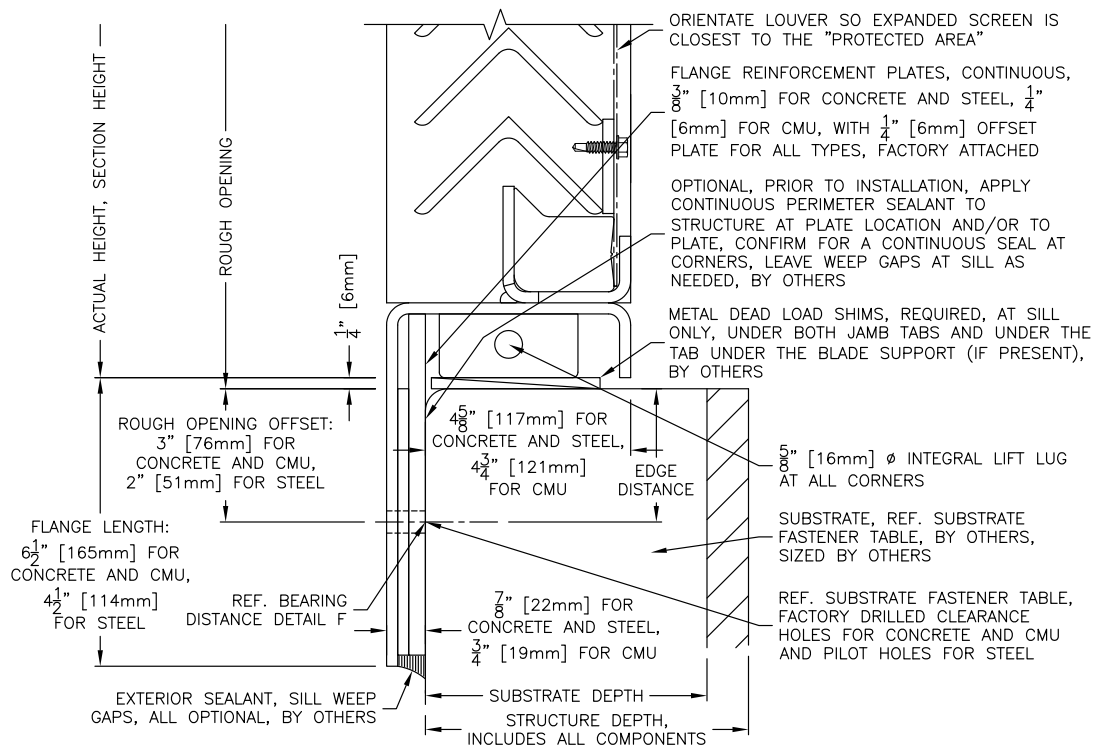 ORIENTATE LOUVER SO EXPANDED SCREEN IS
CLOSEST TO THE "PROTECTED AREA"
FLANGE REINFORCEMENT PLATES, CONTINUOUS,
3/8" [10mm] FOR CONCRETE AND STEEL, 1/4"
[6mm] FOR CMU, WITH 1/4" [6mm] OFFSET
PLATE FOR ALL TYPES, FACTORY ATTACHED
OPTIONAL, PRIOR TO INSTALLATION, APPLY
CONTINUOUS PERIMETER SEALANT TO
STRUCTURE AT PLATE LOCATION AND/OR TO
PLATE, CONFIRM FOR A CONTINUOUS SEAL AT
CORNERS, LEAVE WEEP GAPS AT SILL AS
NEEDED, BY OTHERS
METAL DEAD LOAD SHIMS, REQUIRED, AT SILL
ONLY, UNDER BOTH JAMB TABS AND UNDER THE
TAB UNDER THE BLADE SUPPORT (IF PRESENT),
BY OTHERS
5/8" [16mm] ø INTEGRAL LIFT LUG
AT ALL CORNERS
SUBSTRATE, REF. SUBSTRATE
FASTENER TABLE, BY OTHERS,
SIZED BY OTHERS
REF. SUBSTRATE FASTENER TABLE,
FACTORY DRILLED CLEARANCE
HOLES FOR CONCRETE AND CMU
AND PILOT HOLES FOR STEEL
ACTUAL HEIGHT, SECTION HEIGHT
ROUGH OPENING
1/4" [6mm]
ROUGH OPENING OFFSET:
3" [76mm] FOR
CONCRETE AND CMU,
2" [51mm] FOR STEEL
4 5/8" [117mm] FOR
CONCRETE AND STEEL,
4 3/4" [121mm]
FOR CMU
EDGE
DISTANCE
FLANGE LENGTH:
6 1/2" [165mm] FOR
CONCRETE AND CMU,
4 1/2" [114mm]
FOR STEEL
REF. BEARING
DISTANCE DETAIL F
7/8" [22mm] FOR
CONCRETE AND STEEL,
3/4" [19mm] FOR CMU
EXTERIOR SEALANT, SILL WEEP
GAPS, ALL OPTIONAL, BY OTHERS
SUBSTRATE DEPTH
STRUCTURE DEPTH,
INCLUDES ALL COMPONENTS